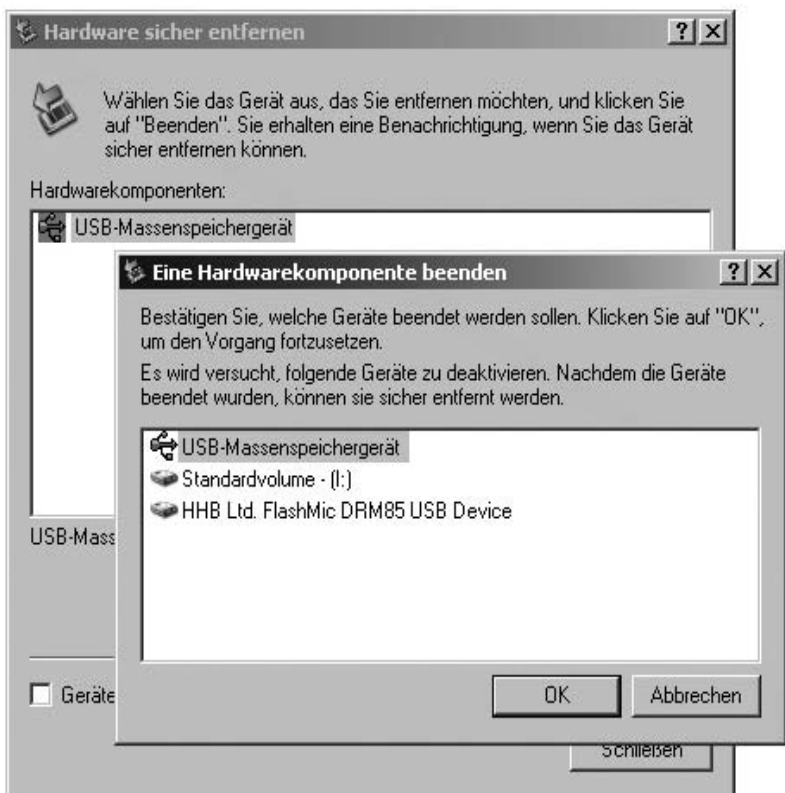 Hardware sicher entfernen
Wählen Sie das Gerät aus, das Sie entfernen möchten, und klicken Sie
auf "Beenden". Sie erhalten eine Benachrichtigung, wenn Sie das Gerät
sicher entfernen können.
Hardwarekomponenten:
USB-Massenspeichergerät
Eine Hardwarekomponente beenden
Bestätigen Sie, welche Geräte beendet werden sollen. Klicken Sie auf "OK",
um den Vorgang fortzusetzen.
Es wird versucht, folgende Geräte zu deaktivieren. Nachdem die Geräte
beendet wurden, können sie sicher entfernt werden.
USB-Massenspeichergerät
Standardvolume - (I:)
HHB Ltd. FlashMic DRM85 USB Device
USB-Mass
OK Abbrechen
Geräte
Schließen